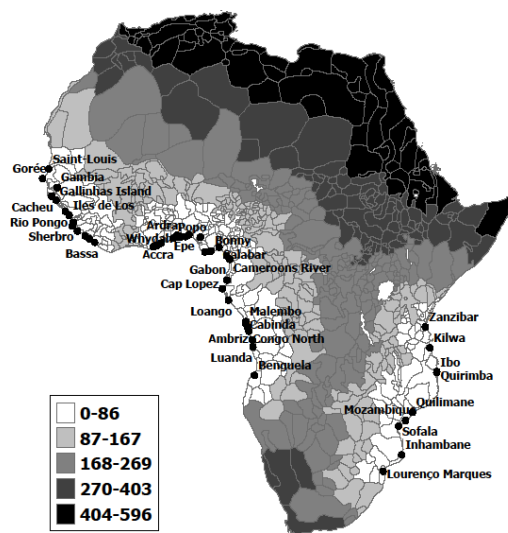 Saint-Louis
Gorée
Gambia
Gallinhas Island
Cacheu
Iles de Los
Rio Pongo
Sherbro
Bassa
Ardra
Popo
Whydah
Epe
Accra
Bonny
Kalabar
Cameroons River
Gabon
Cap Lopez
Loango
Malembo
Cabinda
Ambriz
Congo North
Luanda
Benguela
Zanzibar
Kilwa
Ibo
Quirimba
Mozambique
Quilimane
Sofala
Inhambane
Lourenço Marques
0-86
87-167
168-269
270-403
404-596